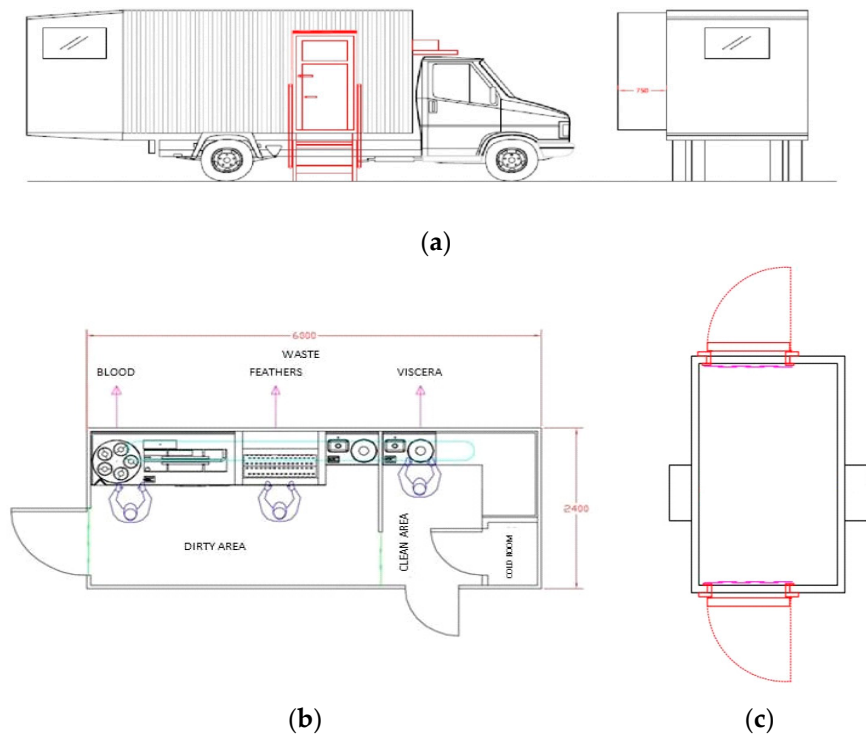 750
(a)
6000
WASTE
BLOOD
FEATHERS
VISCERA
2400
DIRTY AREA
CLEAN AREA
COLD ROOM
(b)
(c)